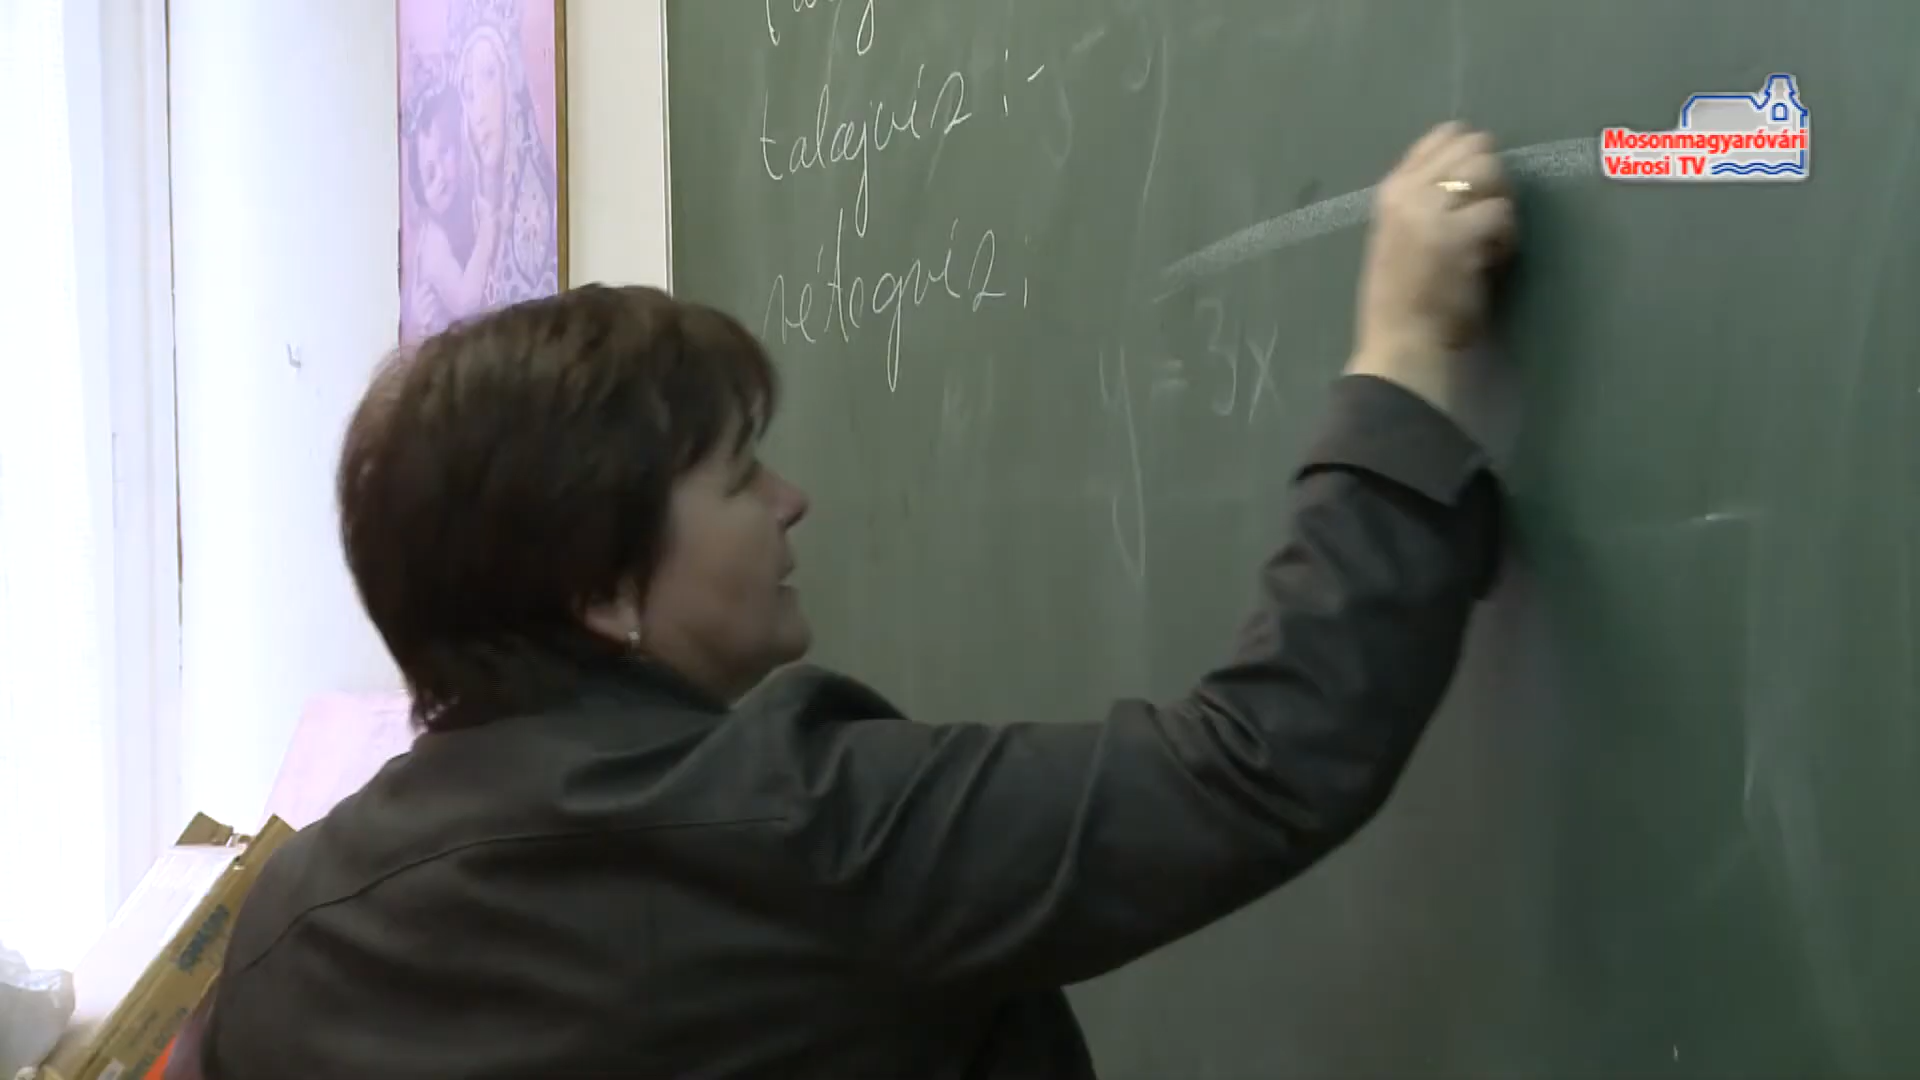 talajvíz : -
rétegvíz :
y = 3x
Mosonmagyaróvári
Városi TV